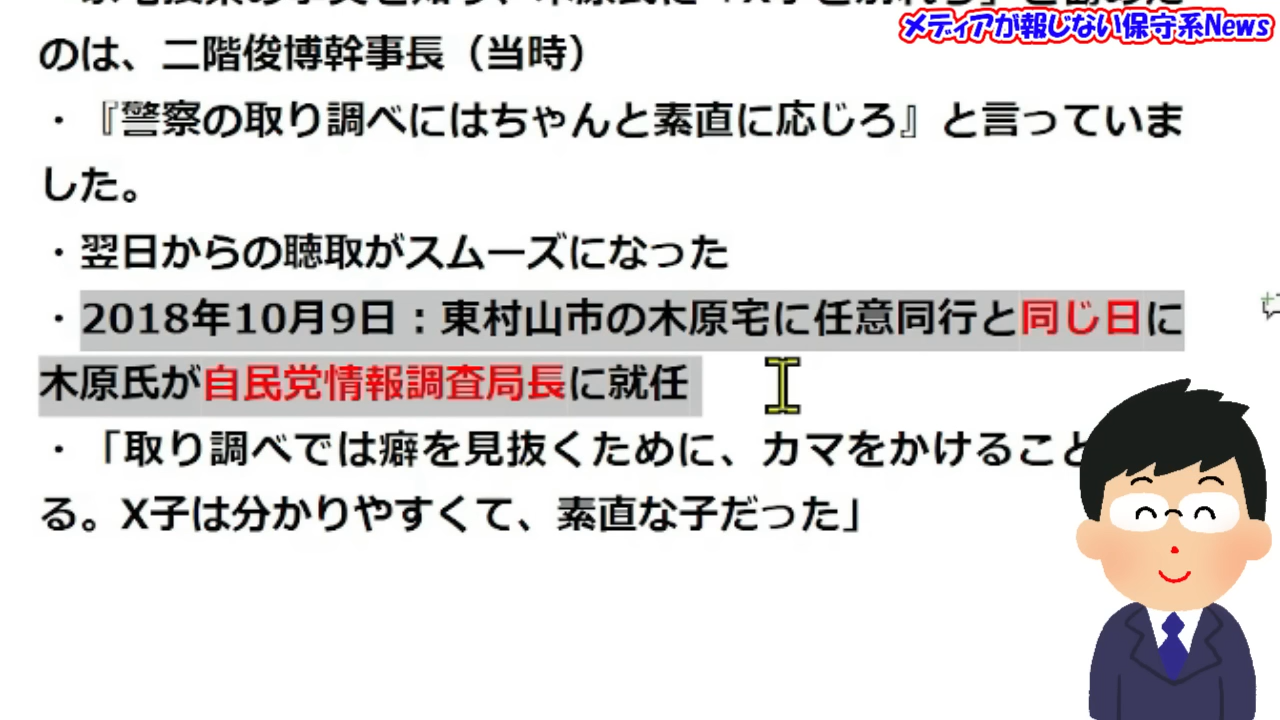 メディアが報じない保守系News
のは、二階俊博幹事長（当時）
・『警察の取り調べにはちゃんと素直に応じろ』と言っていま
した。
・翌日からの聴取がスムーズになった
・2018年10月9日：東村山市の木原宅に任意同行と同じ日に
木原氏が自民党情報調査局長に就任
・「取り調べでは癖を見抜くために、カマをかけること
る。X子は分かりやすくて、素直な子だった」